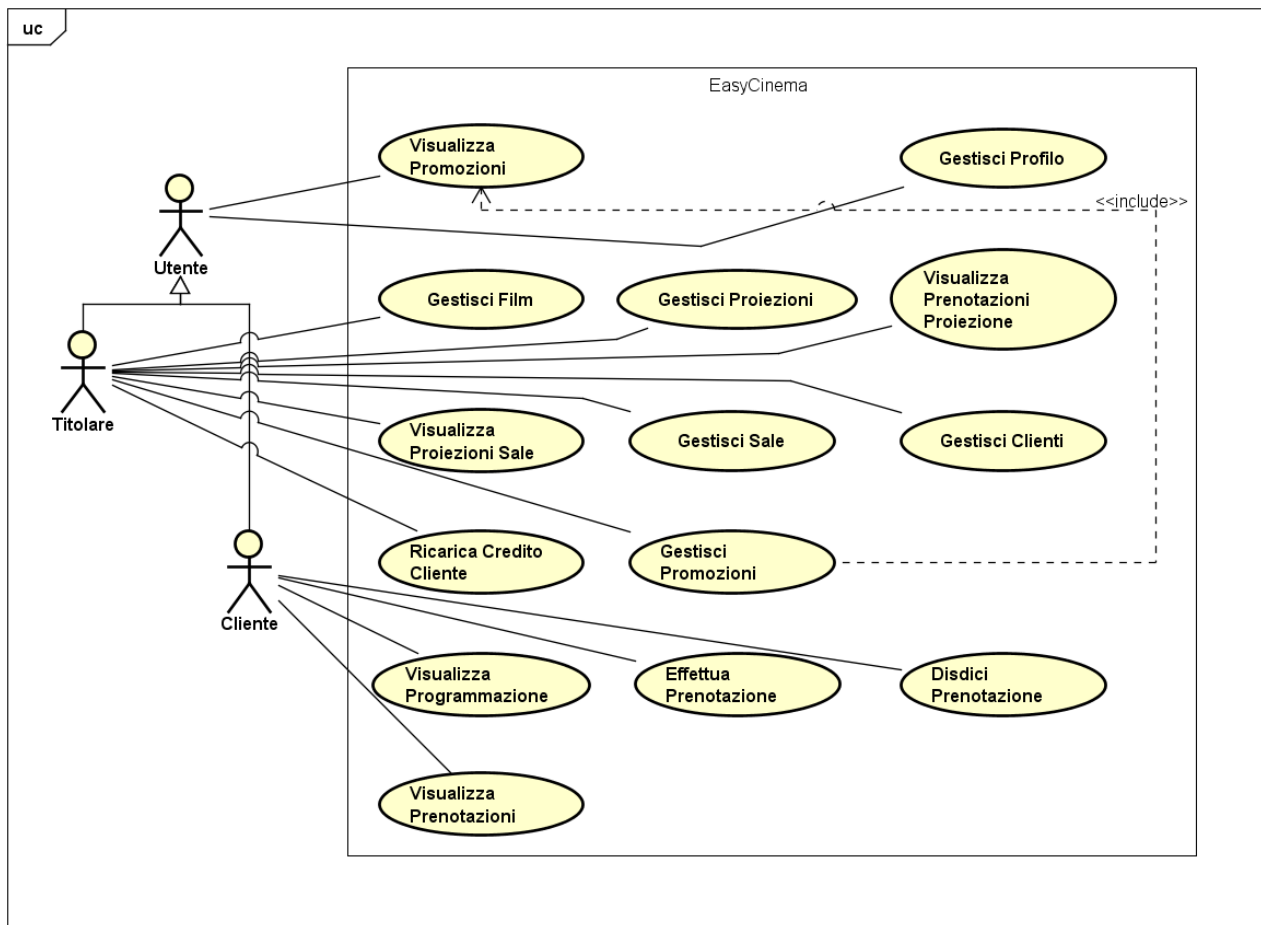 uc
EasyCinema
Visualizza
Promozioni
Gestisci Profilo
<<include>>
Utente
Gestisci Film
Gestisci Proiezioni
Visualizza
Prenotazioni
Proiezione
Titolare
Visualizza
Proiezioni Sale
Gestisci Sale
Gestisci Clienti
Ricarica Credito
Cliente
Gestisci
Promozioni
Cliente
Visualizza
Programmazione
Effettua
Prenotazione
Disdici
Prenotazione
Visualizza
Prenotazioni